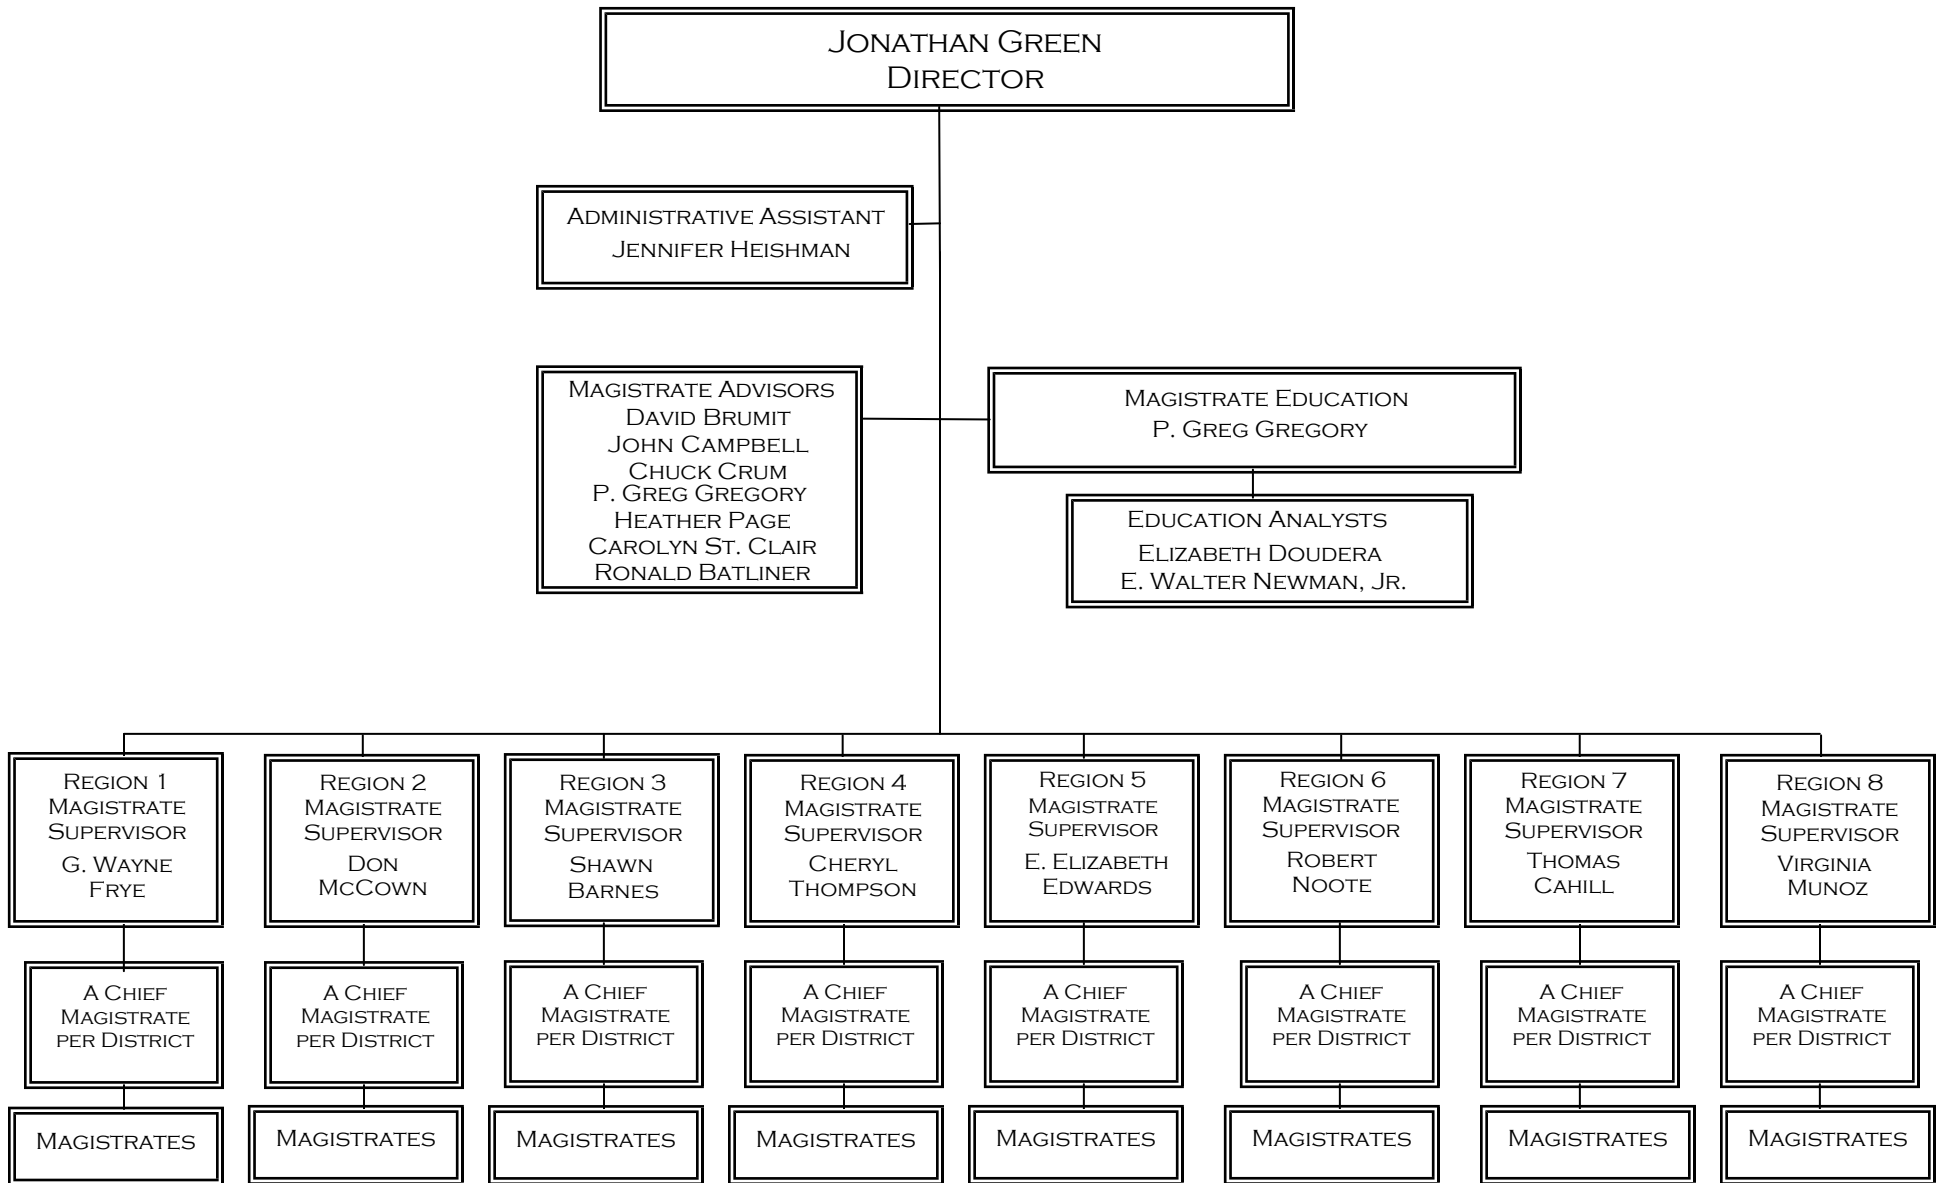 Jonathan Green
Director
Administrative Assistant
Jennifer Heishman
Magistrate Advisors
David Brumit
John Campbell
Chuck Crum
P. Greg Gregory
Heather Page
Carolyn St. Clair
Ronald Batliner
Magistrate Education
P. Greg Gregory
Education Analysts
Elizabeth Doudera
E. Walter Newman, Jr.
Region 1
Magistrate
Supervisor
G. Wayne
Frye
Region 2
Magistrate
Supervisor
Don
McCown
Region 3
Magistrate
Supervisor
Shawn
Barnes
Region 4
Magistrate
Supervisor
Cheryl
Thompson
Region 5
Magistrate
Supervisor
E. Elizabeth
Edwards
Region 6
Magistrate
Supervisor
Robert
Noote
Region 7
Magistrate
Supervisor
Thomas
Cahill
Region 8
Magistrate
Supervisor
Virginia
Munoz
A Chief
Magistrate
per District
A Chief
Magistrate
per District
A Chief
Magistrate
per District
A Chief
Magistrate
per District
A Chief
Magistrate
per District
A Chief
Magistrate
per District
A Chief
Magistrate
per District
A Chief
Magistrate
per District
Magistrates
Magistrates
Magistrates
Magistrates
Magistrates
Magistrates
Magistrates
Magistrates